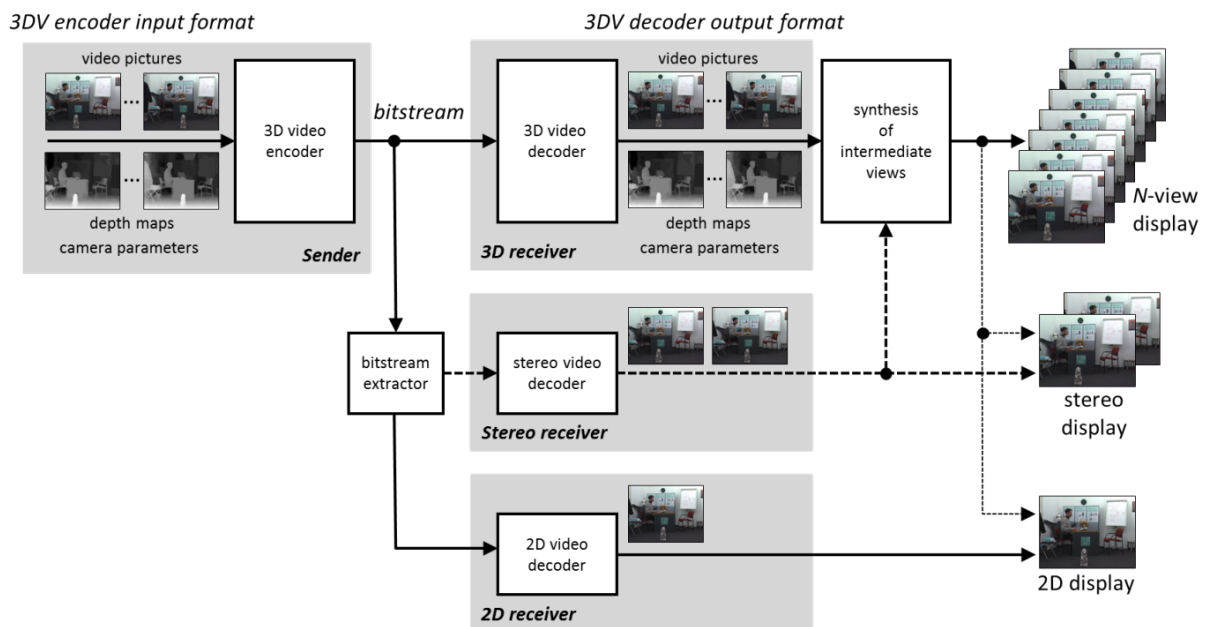 3DV encoder input format
3DV decoder output format
video pictures
...
3D video
encoder
...
depth maps
camera parameters
Sender
bitstream
3D video
decoder
video pictures
...
...
depth maps
camera parameters
3D receiver
synthesis
of
intermediate
views
N-view
display
bitstream
extractor
stereo video
decoder
Stereo receiver
stereo
display
2D video
decoder
2D receiver
2D display